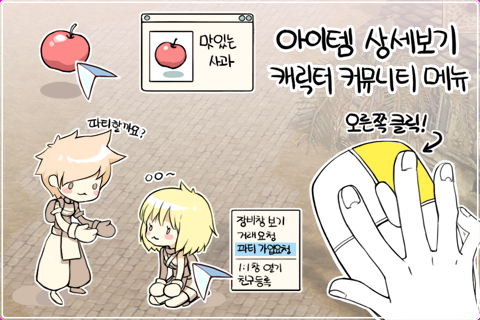 맛있는
사과
아이템 상세보기
캐릭터 커뮤니티 메뉴
오른쪽 클릭!
파티할까요?
장비창 보기
거래 요청
파티 가입요청
1:1창 열기
친구등록